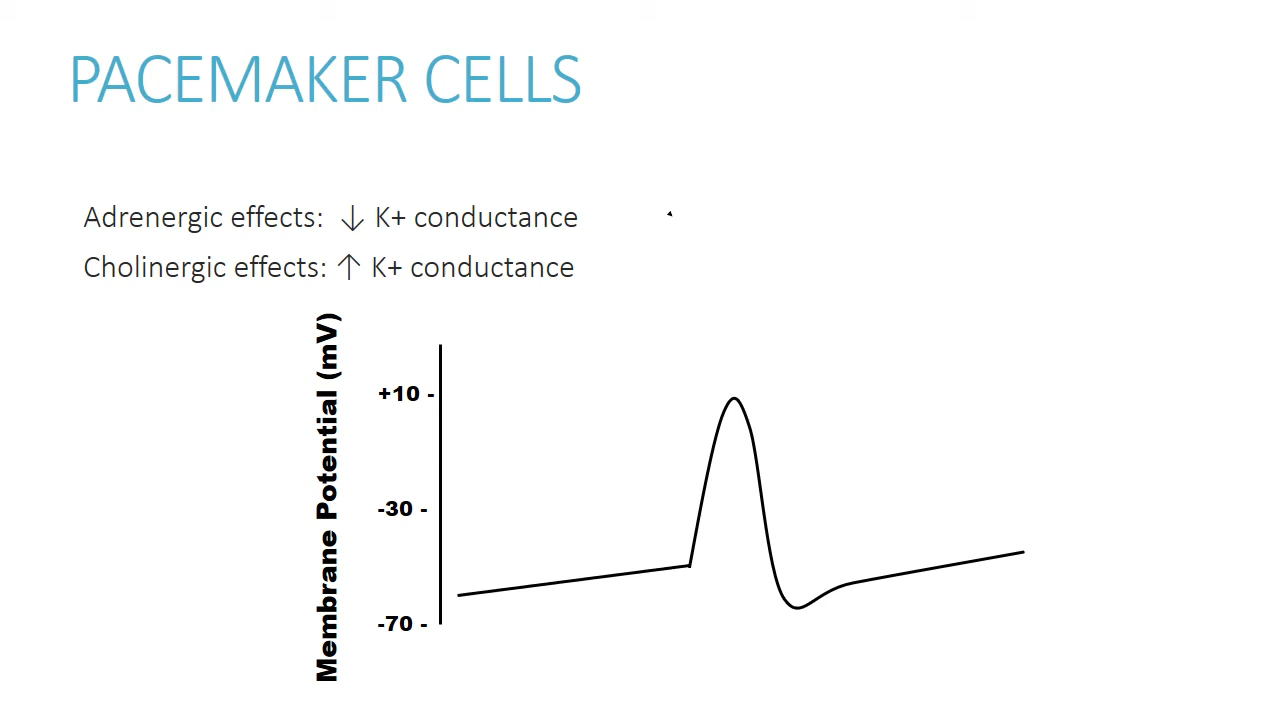 PACEMAKER CELLS
Adrenergic effects: ↓ K+ conductance
Cholinergic effects: ↑ K+ conductance
Membrane Potential (mV)
+10 -
-30 -
-70 -